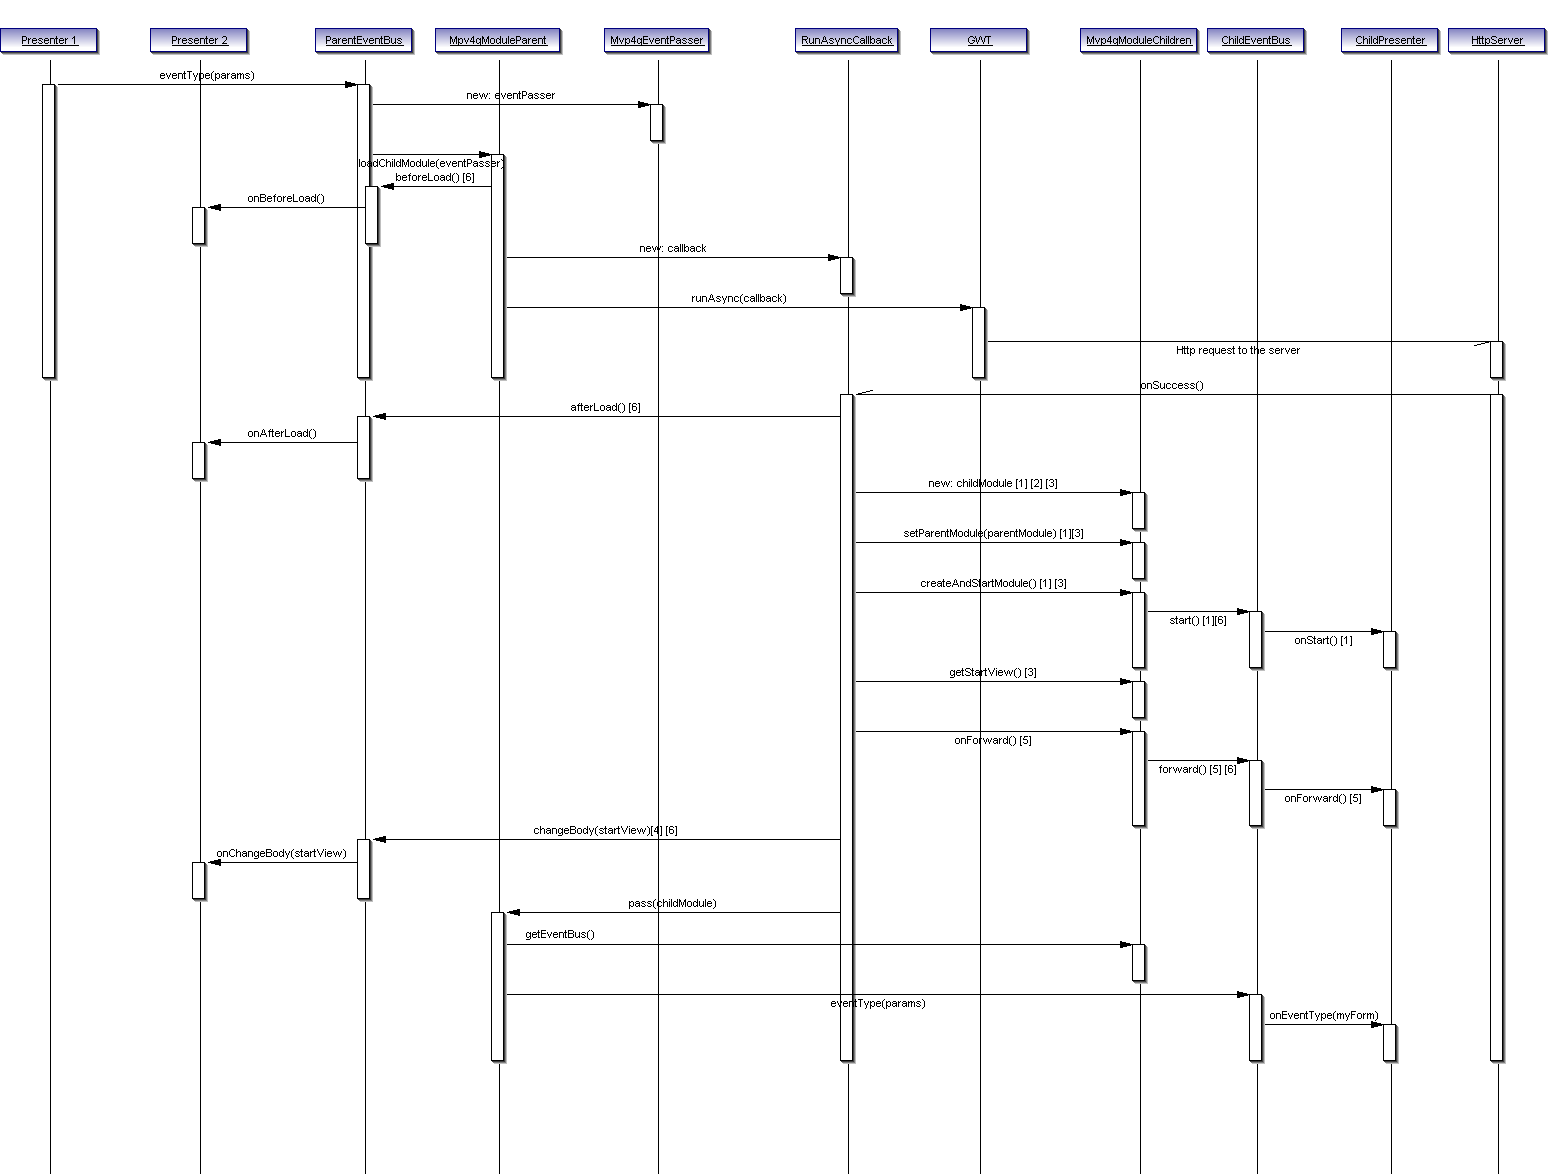 Presenter 1
Presenter 2
ParentEventBus
Mpv4gModuleParent
Mvp4gEventPasser
RunAsyncCallback
GWT
Mvp4gModuleChildren
ChildEventBus
ChildPresenter
HttpServer
eventType(params)
new: eventPasser
loadChildModule(eventPasser)
beforeLoad() [6]
onBeforeLoad()
new: callback
runAsync(callback)
Http request to the server
onSuccess()
afterLoad() [6]
onAfterLoad()
new: childModule [1] [2] [3]
setParentModule(parentModule) [1][3]
createAndStartModule() [1] [3]
start() [1][6]
onStart() [1]
getStartView() [3]
onForward() [5]
forward() [5] [6]
onForward() [5]
changeBody(startView)[4] [6]
onChangeBody(startView)
pass(childModule)
getEventBus()
eventType(params)
onEventType(myForm)